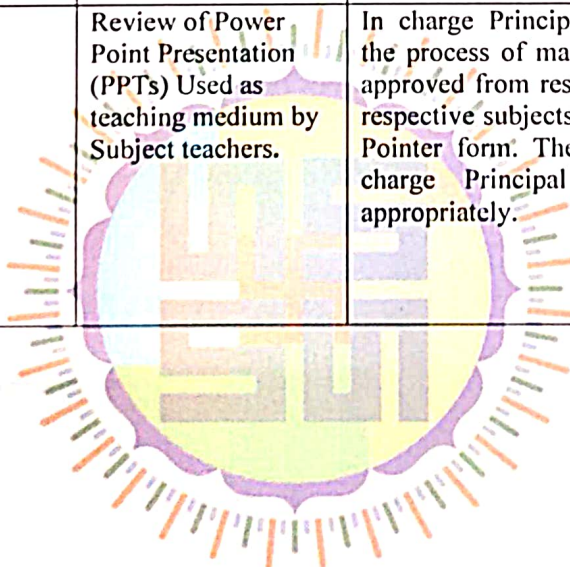 Review of Power
Point Presentation
(PPTs) Used as
teaching medium by
Subject teachers.
In charge Princip
the process of ma
approved from res
respective subjects
Pointer form. The
charge Principal
appropriately.